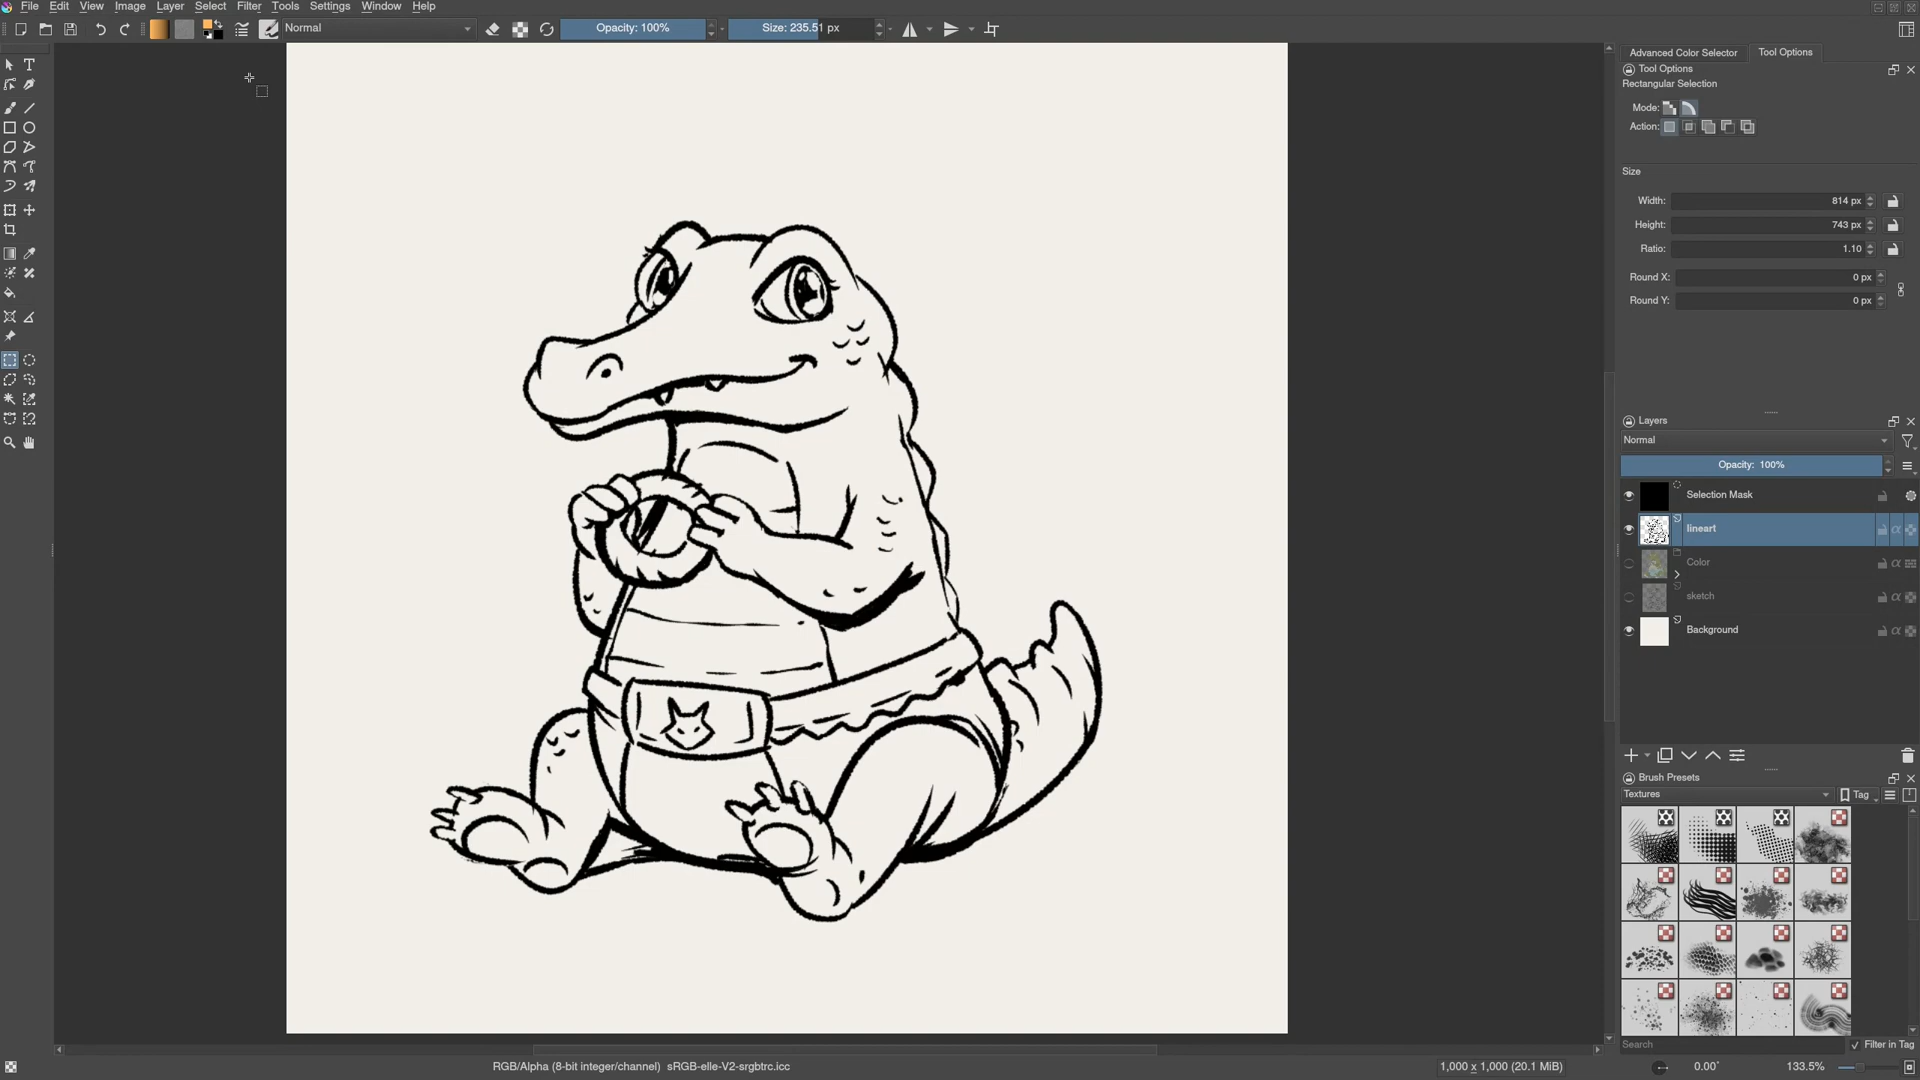 File Edit View Image Layer Select Filter Tools Settings Window Help
Normal
Opacity: 100%
Size: 235.51 px
Advanced Color Selector
Tool Options
Tool Options
Rectangular Selection
Mode:
Action:
Size
Width: 814 px
Height: 743 px
Ratio: 1.10
Round X: 0 px
Round Y: 0 px
Layers
Normal
Opacity: 100%
Selection Mask
lineart
Color
sketch
Background
Brush Presets
Textures
Tag
Search
Filter in Tag
RGB/Alpha (8-bit integer/channel) sRGB-elle-V2-srgbtrc.icc
1,000 x 1,000 (20.1 MiB)
0.00°
133.5%